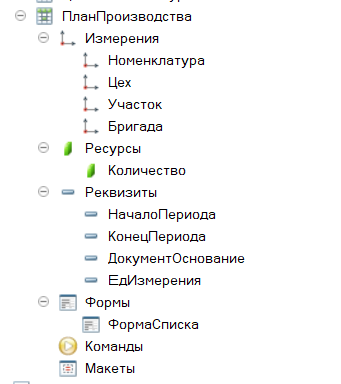 ПланПроизводства
Измерения
Номенклатура
Цех
Участок
Бригада
Ресурсы
Количество
Реквизиты
НачалоПериода
КонецПериода
ДокументОснование
ЕдИзмерения
Формы
ФормаСписка
Команды
Макеты